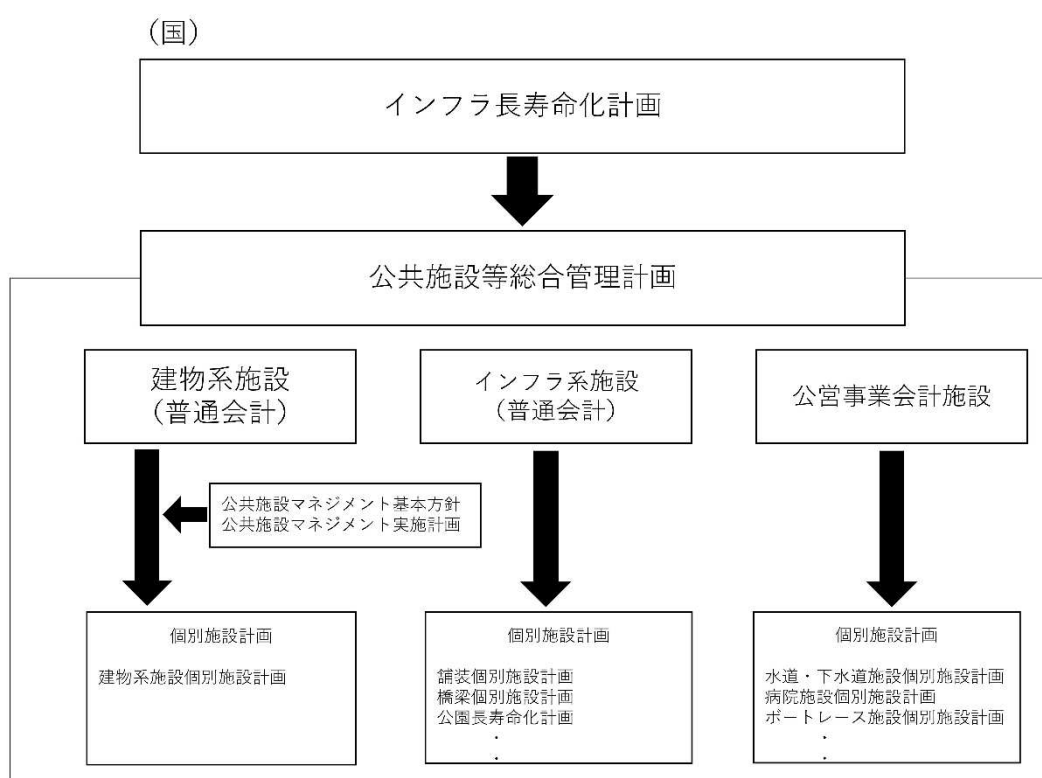 （国）
インフラ長寿命化計画
公共施設等総合管理計画
建物系施設
（普通会計）
インフラ系施設
（普通会計）
公営事業会計施設
公共施設マネジメント基本方針
公共施設マネジメント実施計画
個別施設計画
建物系施設個別施設計画
個別施設計画
舗装個別施設計画
橋梁個別施設計画
公園長寿命化計画
・
・
個別施設計画
水道・下水道施設個別施設計画
病院施設個別施設計画
ボートレース施設個別施設計画
・
・